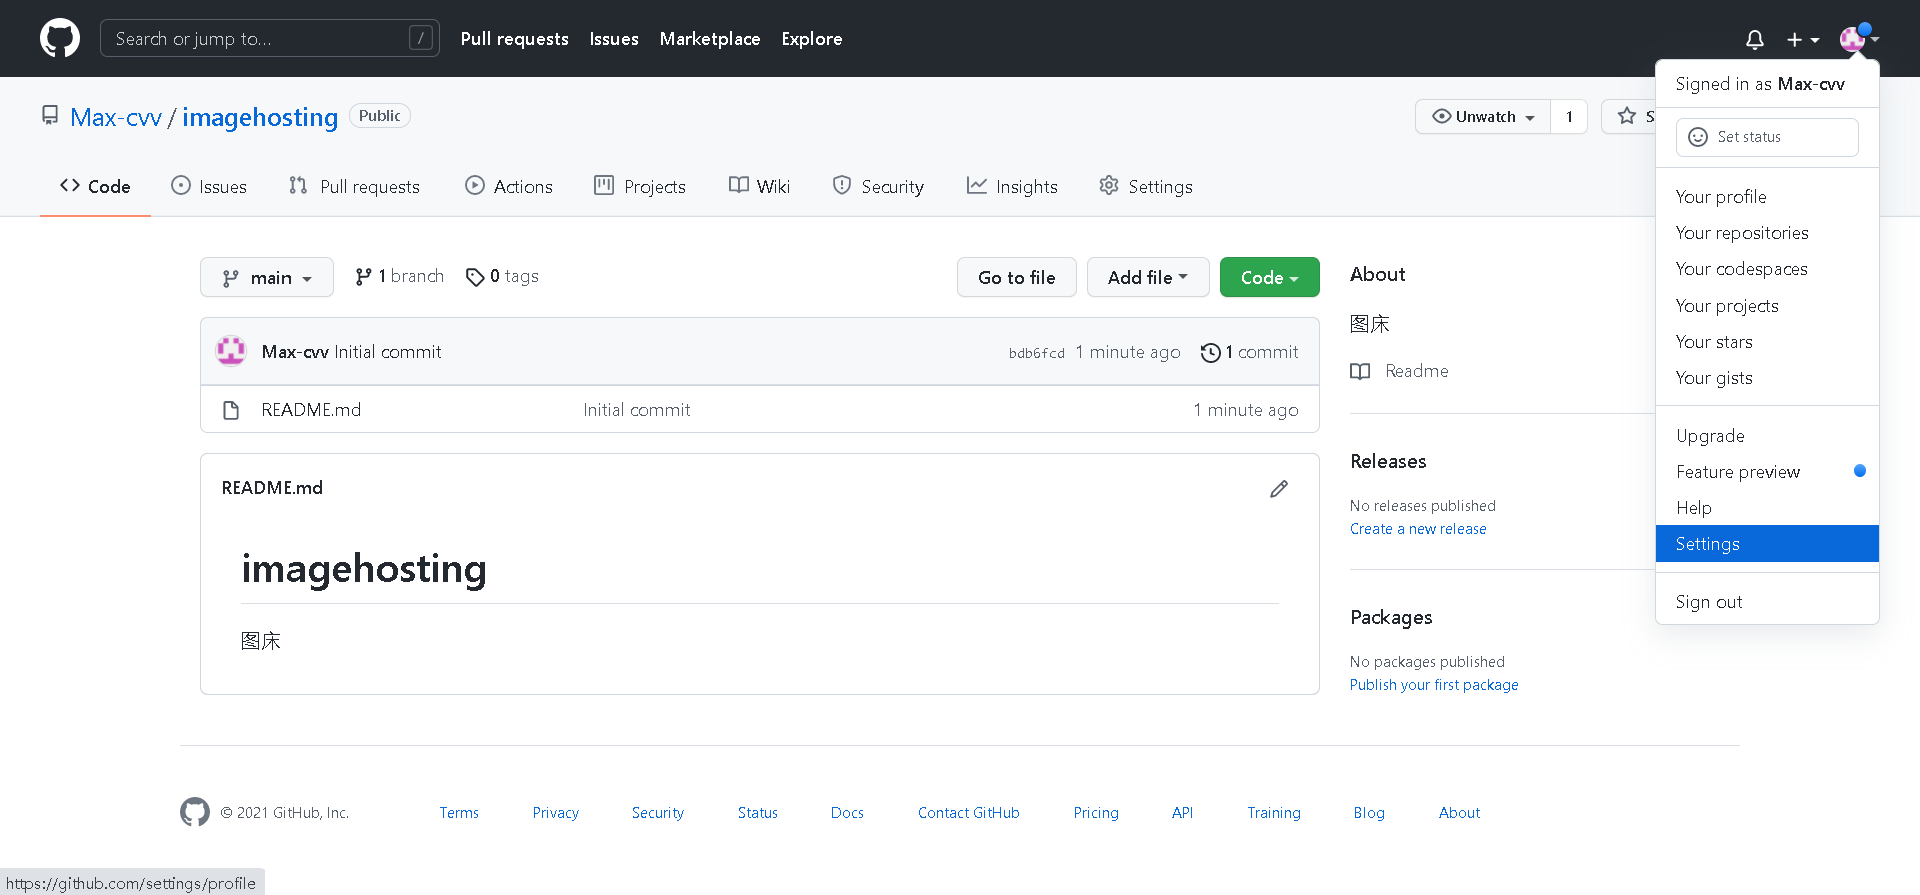 Search or jump to... /
Pull requests Issues Marketplace Explore
Signed in as Max-cvv
Set status
Your profile
Your repositories
Your codespaces
Your projects
Your stars
Your gists
Upgrade
Feature preview
Help
Settings
Sign out
Max-cvv / imagehosting Public
Unwatch 1 S
Code Issues Pull requests Actions Projects Wiki Security Insights Settings
main 1 branch 0 tags Go to file Add file Code
Max-cvv Initial commit bdb6fcd 1 minute ago 1 commit
README.md Initial commit 1 minute ago
README.md
imagehosting
图床
About
图床
Readme
Releases
No releases published
Create a new release
Packages
No packages published
Publish your first package
© 2021 GitHub, Inc. Terms Privacy Security Status Docs Contact GitHub Pricing API Training Blog About
https://github.com/settings/profile